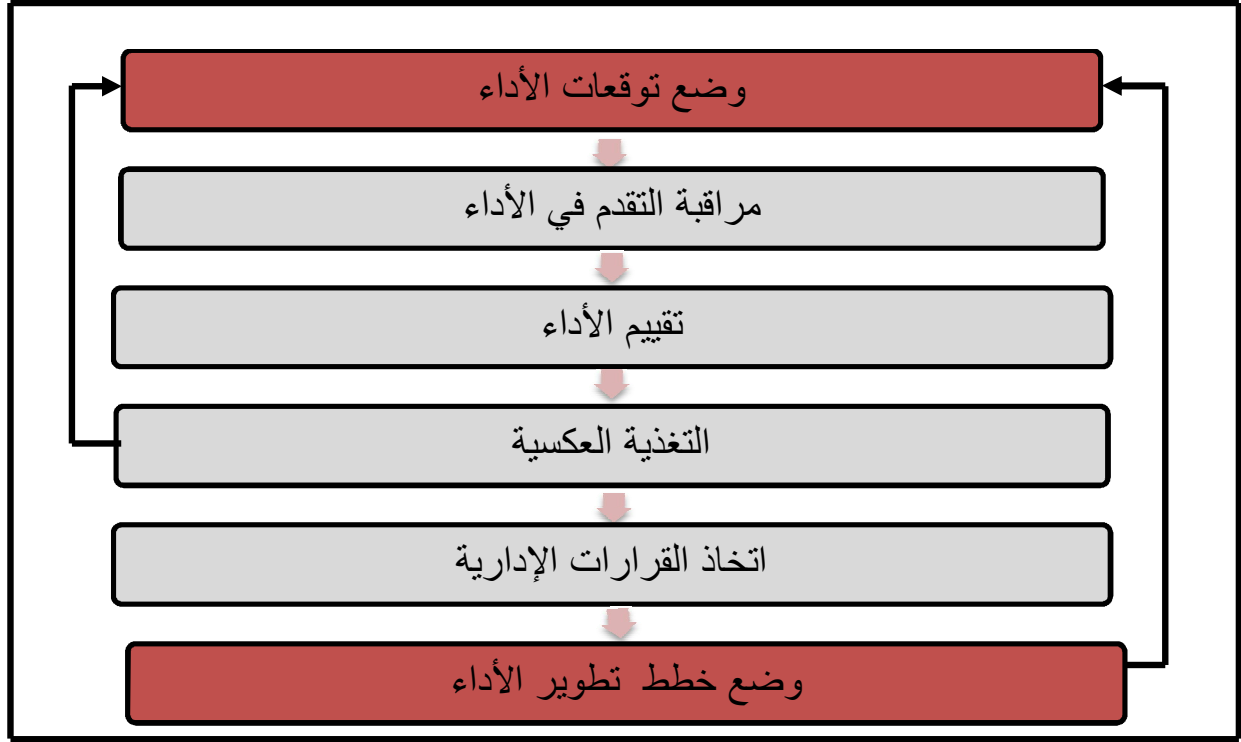 وضع توقعات الأداء
مراقبة التقدم في الأداء
تقييم الأداء
التغذية العكسية
اتخاذ القرارات الإدارية
وضع خطط تطوير الأداء